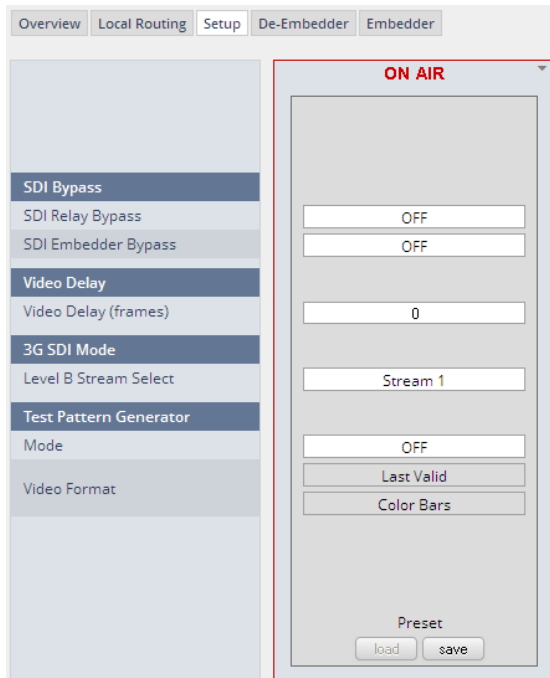 Overview Local Routing Setup De-Embedder Embedder
ON AIR
SDI Bypass
SDI Relay Bypass OFF
SDI Embedder Bypass OFF
Video Delay
Video Delay (frames) 0
3G SDI Mode
Level B Stream Select Stream 1
Test Pattern Generator
Mode OFF
Last Valid
Video Format
Color Bars
Preset
load save